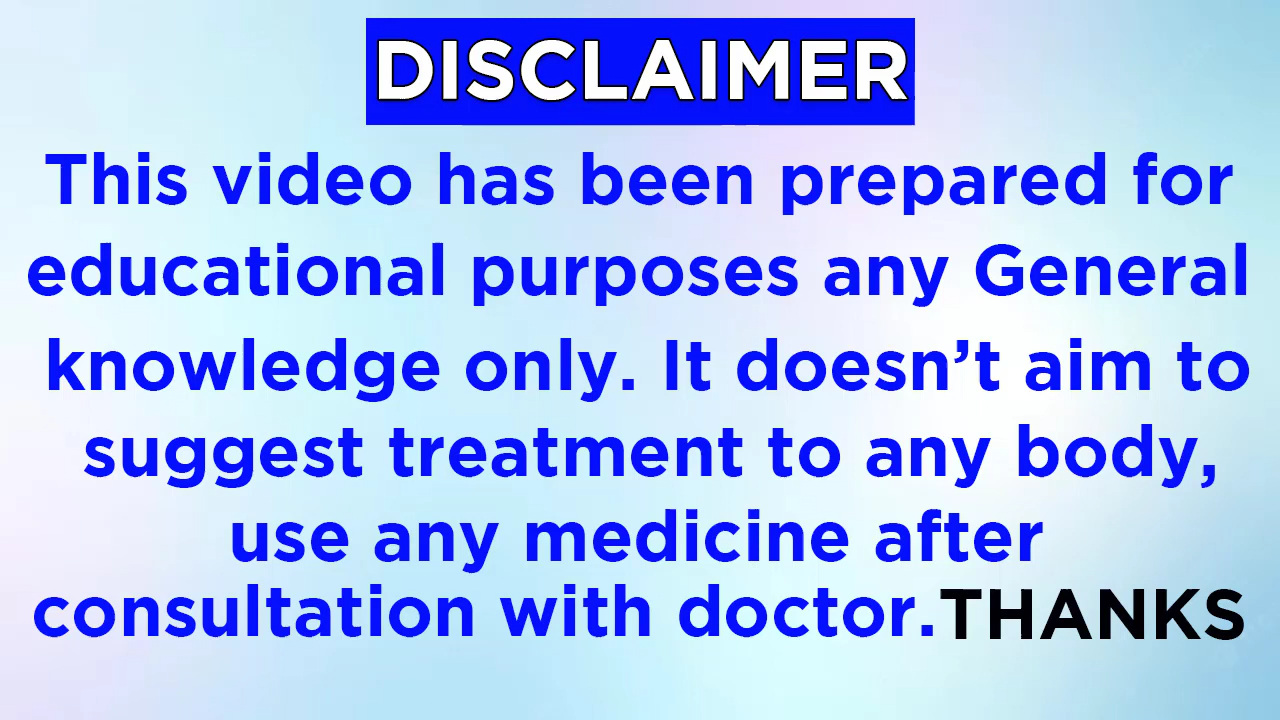 DISCLAIMER
This video has been prepared for
educational purposes any General
knowledge only. It doesn’t aim to
suggest treatment to any body,
use any medicine after
consultation with doctor.THANKS